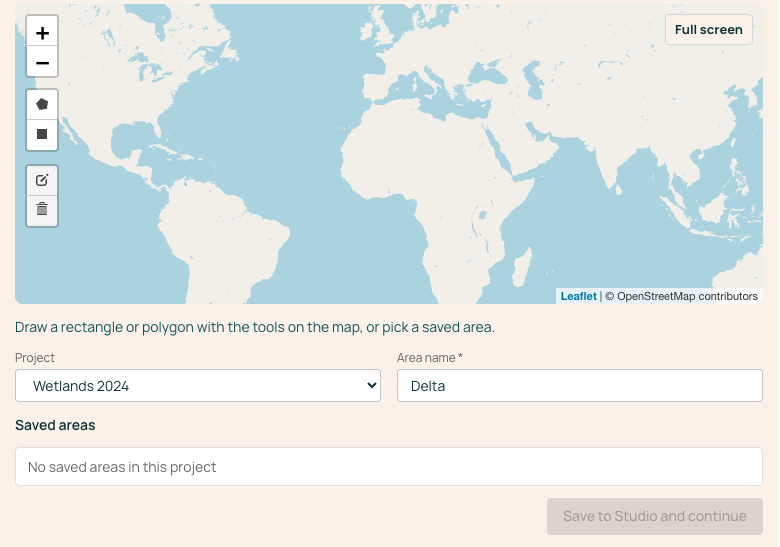 +
Full screen
−
Leaflet | © OpenStreetMap contributors
Draw a rectangle or polygon with the tools on the map, or pick a saved area.
Project
Area name *
Wetlands 2024
Delta
Saved areas
No saved areas in this project
Save to Studio and continue